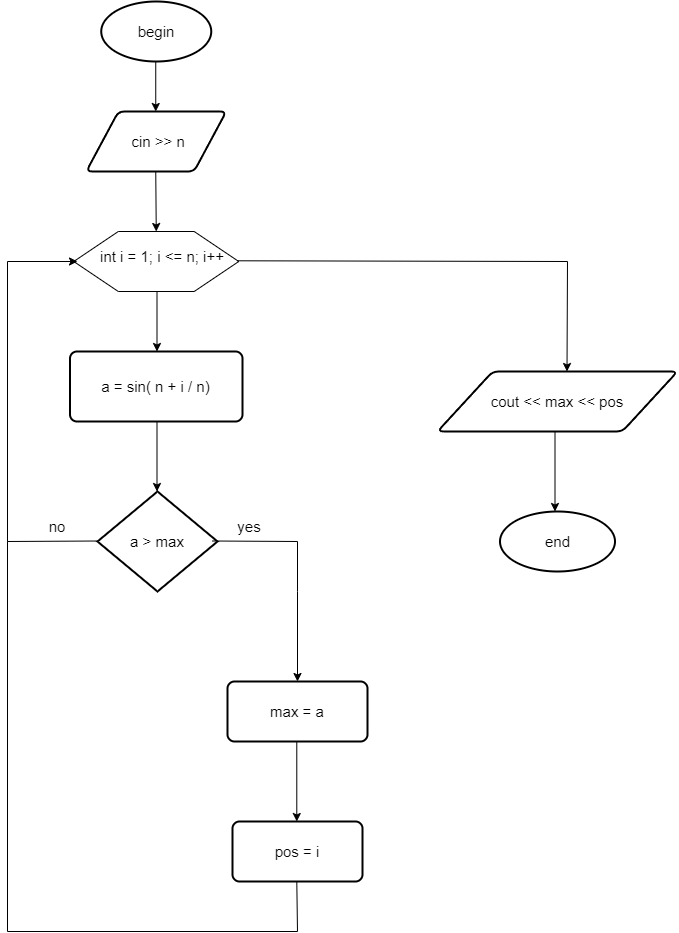 begin
cin >> n
int i = 1; i <= n; i++
a = sin( n + i / n)
cout << max << pos
no
yes
a > max
end
max = a
pos = i